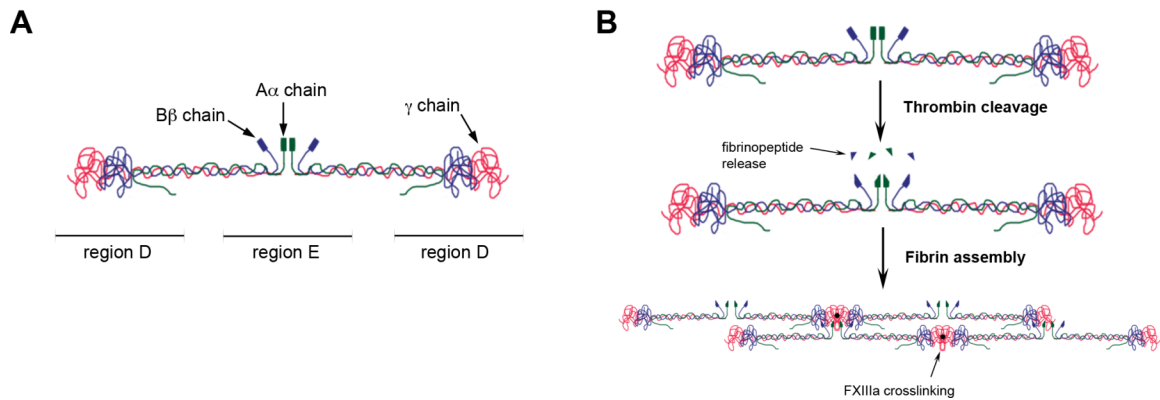 A
Aα chain
Bβ chain
γ chain
region D
region E
region D
B
Thrombin cleavage
fibrinopeptide
release
Fibrin assembly
FXIIIa crosslinking